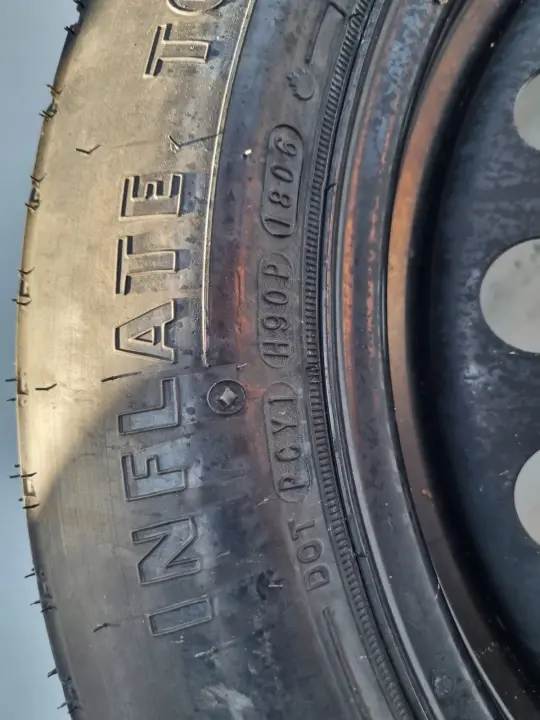 INFLATE TO
DOT PCY1 H90P 1806